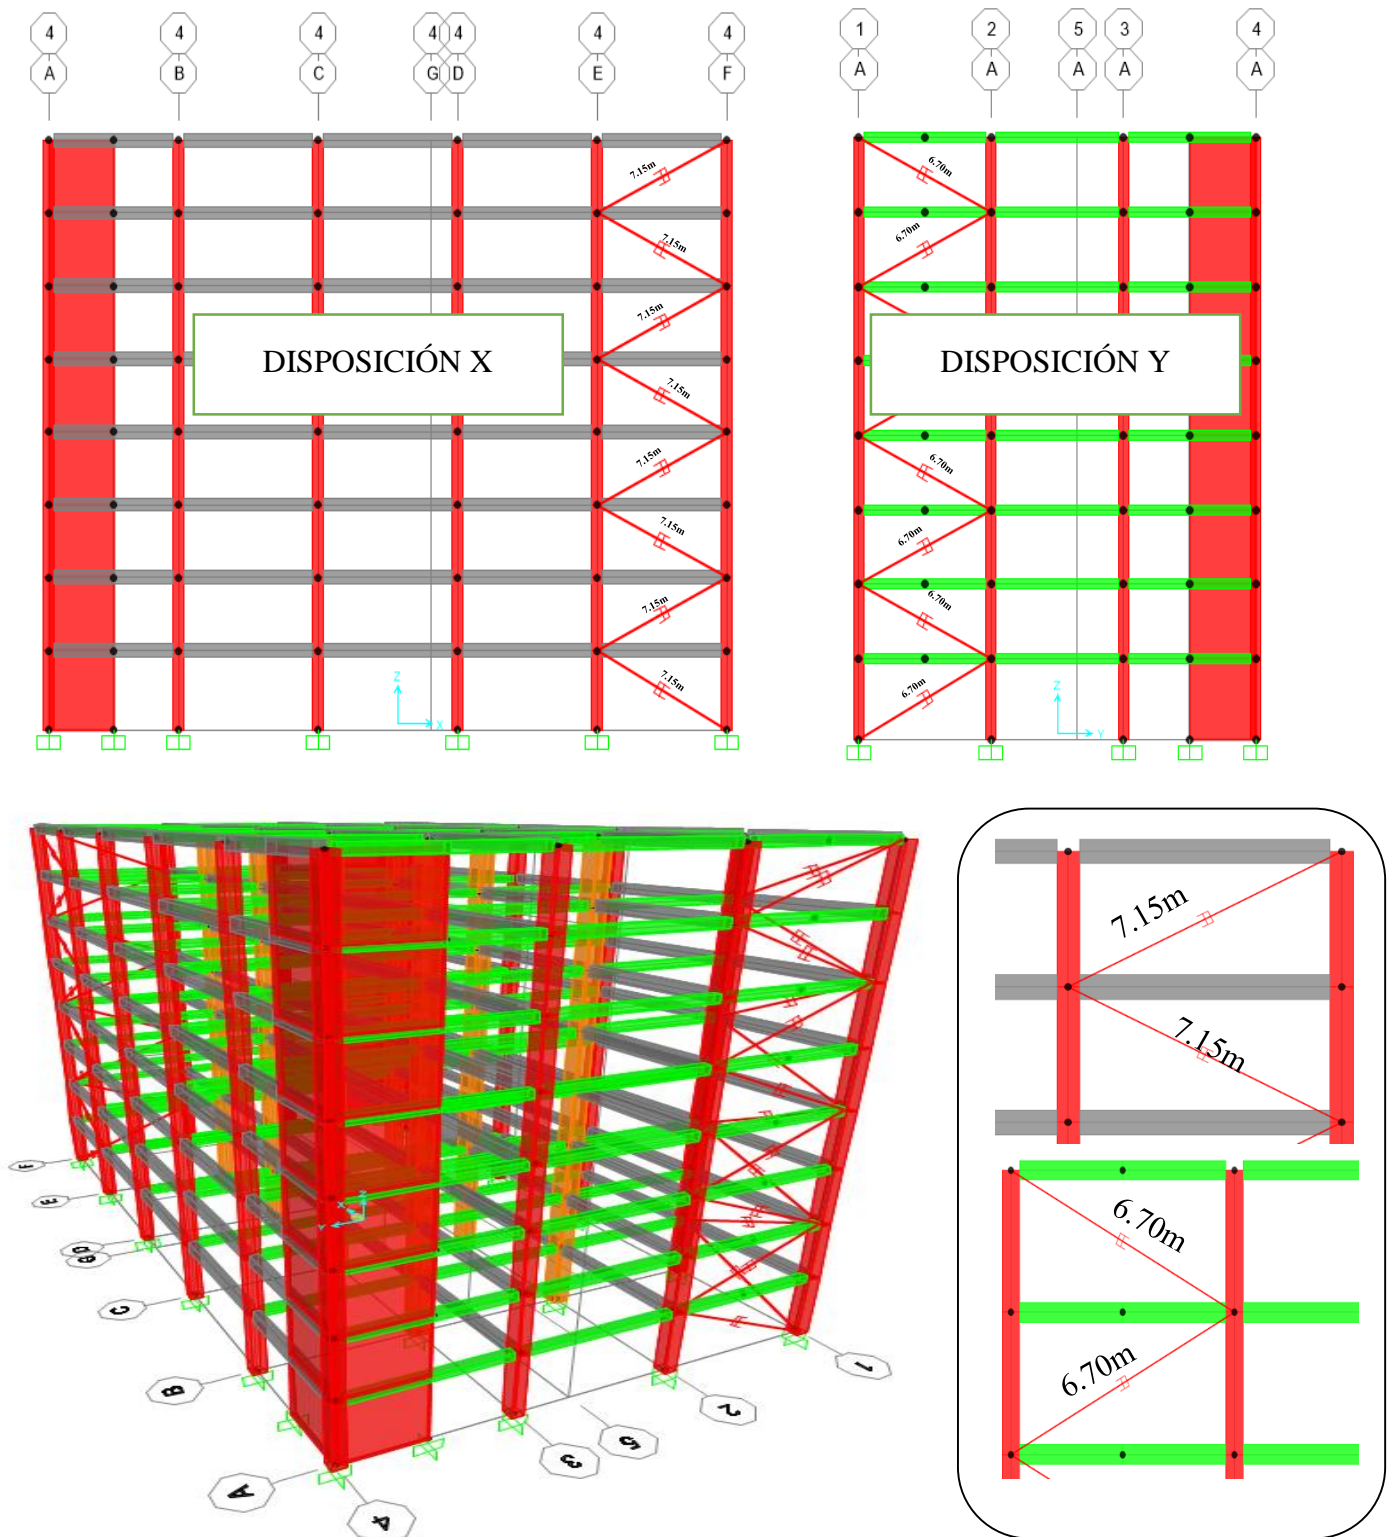 4 4 4 4 4 4 4
A B C G D E F
1 2 5 3 4
A A A A A
7.15m
7.15m
7.15m
7.15m
7.15m
7.15m
7.15m
7.15m
6.70m
6.70m
6.70m
6.70m
6.70m
6.70m
DISPOSICIÓN X
DISPOSICIÓN Y
Z
X
Z
Y
F
E
D
G
C
B
A
4
3
5
2
1
X
Y
Z
7.15m
7.15m
6.70m
6.70m